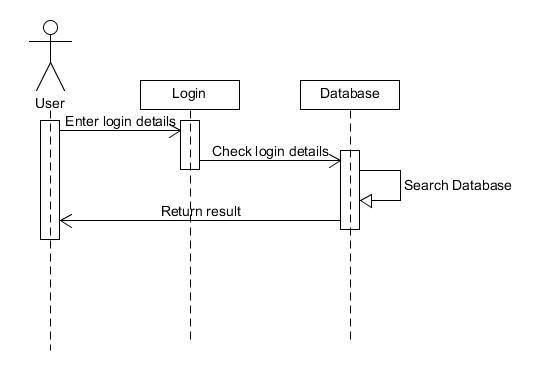 Login
Database
User
Enter login details
Check login details
Search Database
Return result